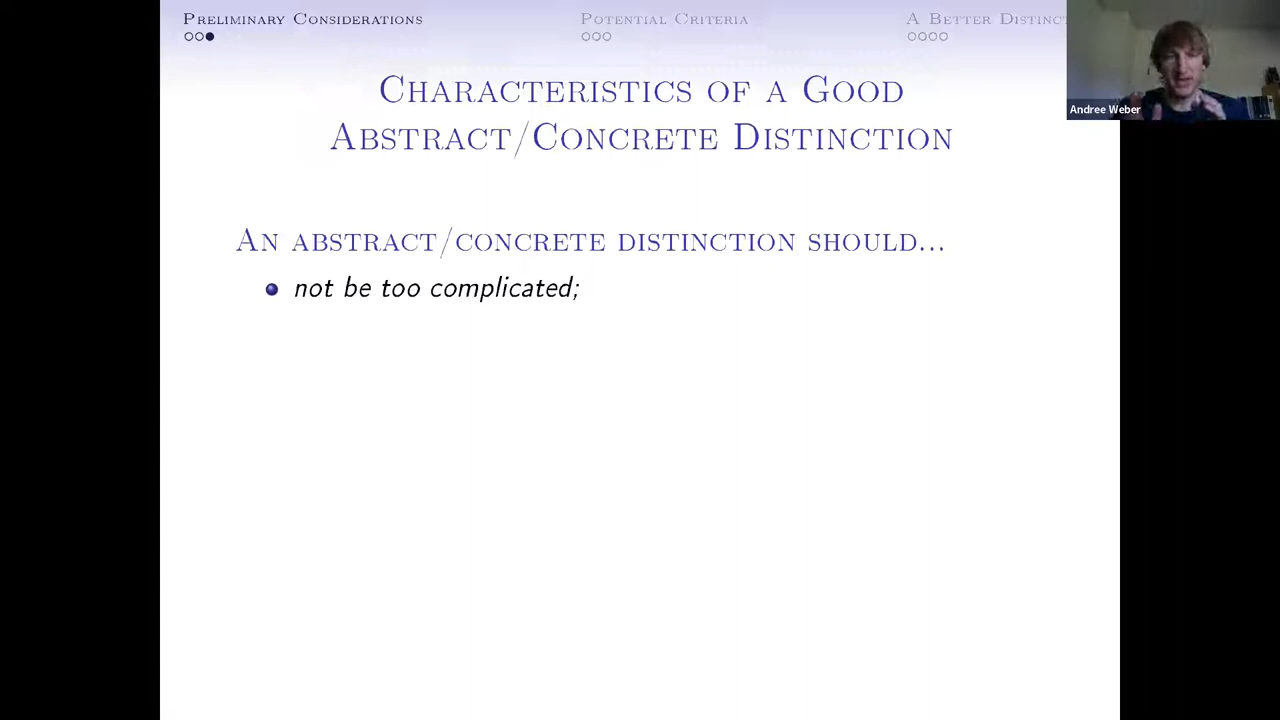 Preliminary Considerations
Potential Criteria
A Better Distinct
Andree Weber
Characteristics of a Good
Abstract/Concrete Distinction
An abstract/concrete distinction should...
not be too complicated;